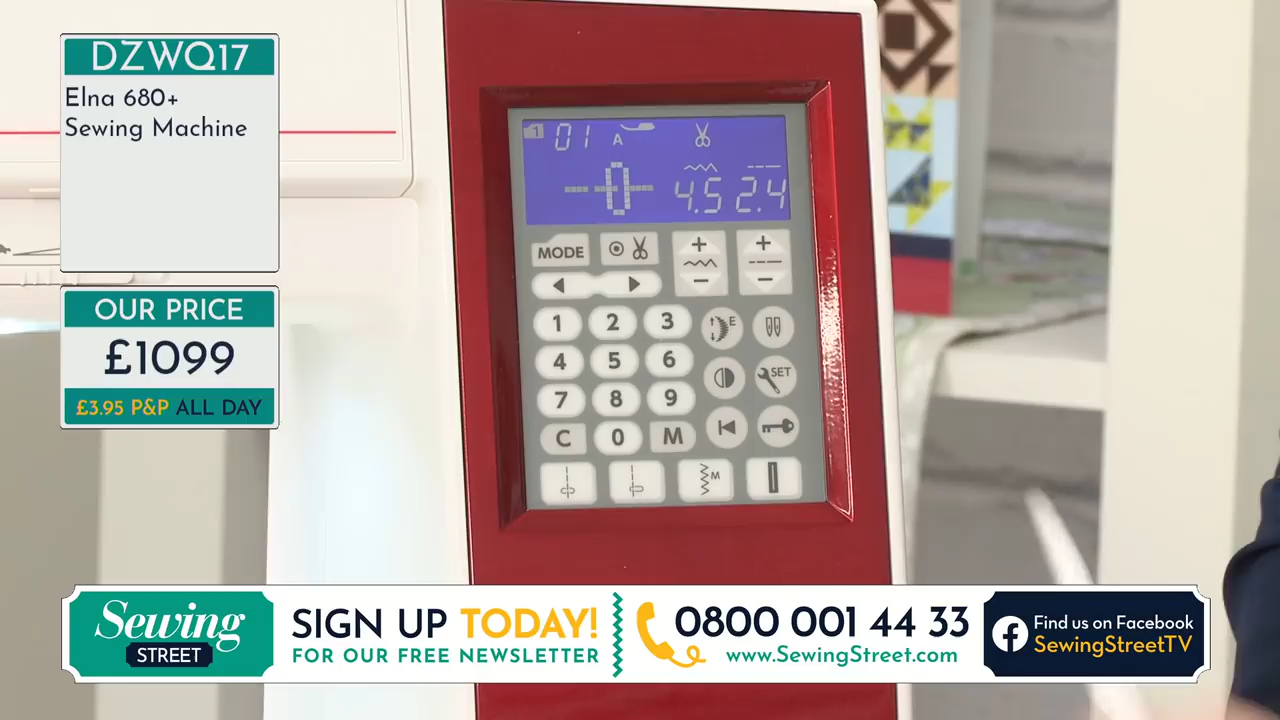 DZWQ17
Elna 680+
Sewing Machine
OUR PRICE
£1099
£3.95 P&P ALL DAY
1 01 A
0 4.5 2.4
MODE
+ +
- -
1 2 3 E
4 5 6 SET
7 8 9
C 0 M
M
Sewing
STREET
SIGN UP TODAY!
FOR OUR FREE NEWSLETTER
0800 001 44 33
www.SewingStreet.com
Find us on Facebook
SewingStreetTV